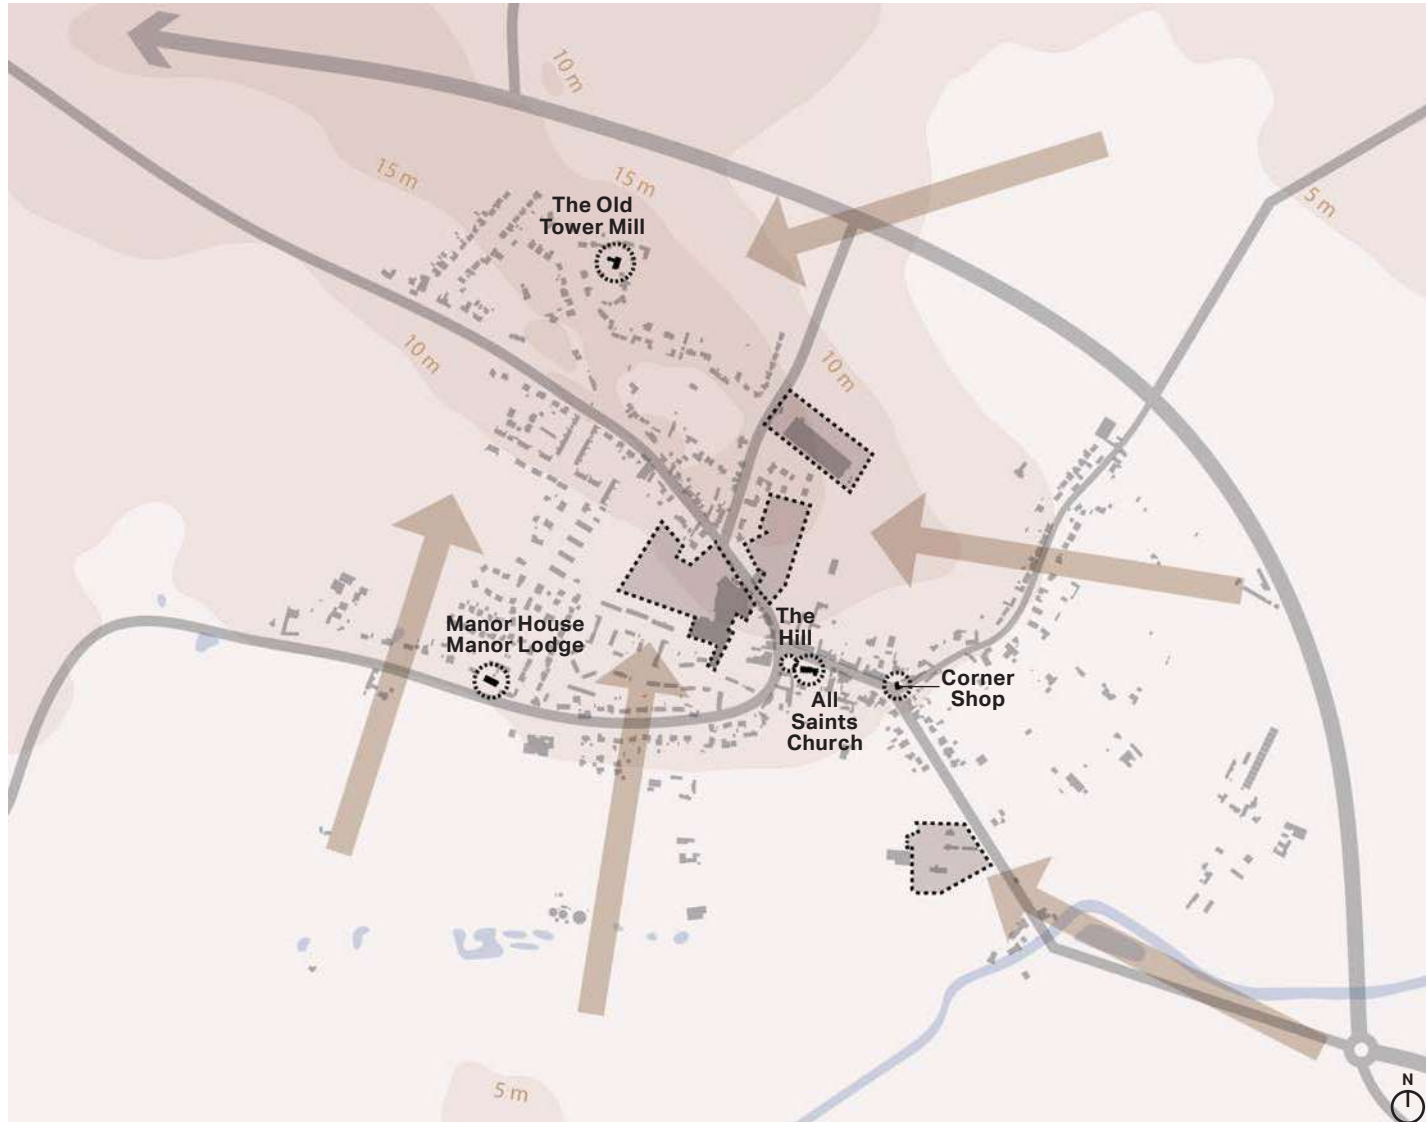 10 m
15 m
15 m
The Old
Tower Mill
5 m
10 m
10 m
Manor House
Manor Lodge
The
Hill
Corner
Shop
All
Saints
Church
5 m
N